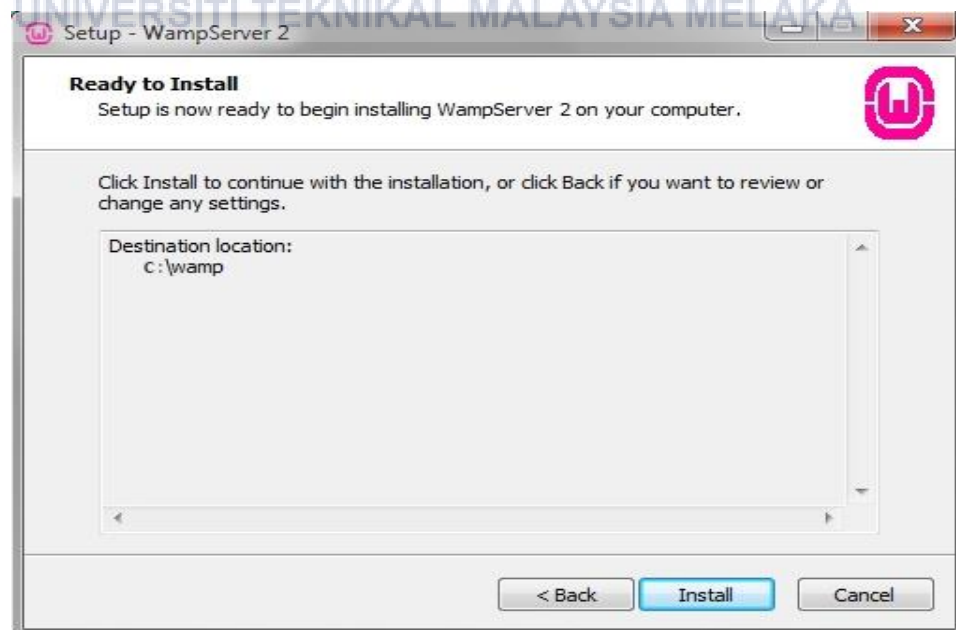 UNIVERSITI TEKNIKAL MALAYSIA MELAKA
Setup - WampServer 2
Ready to Install
Setup is now ready to begin installing WampServer 2 on your computer.
Click Install to continue with the installation, or click Back if you want to review or
change any settings.
Destination location:
C:\wamp
< Back
Install
Cancel